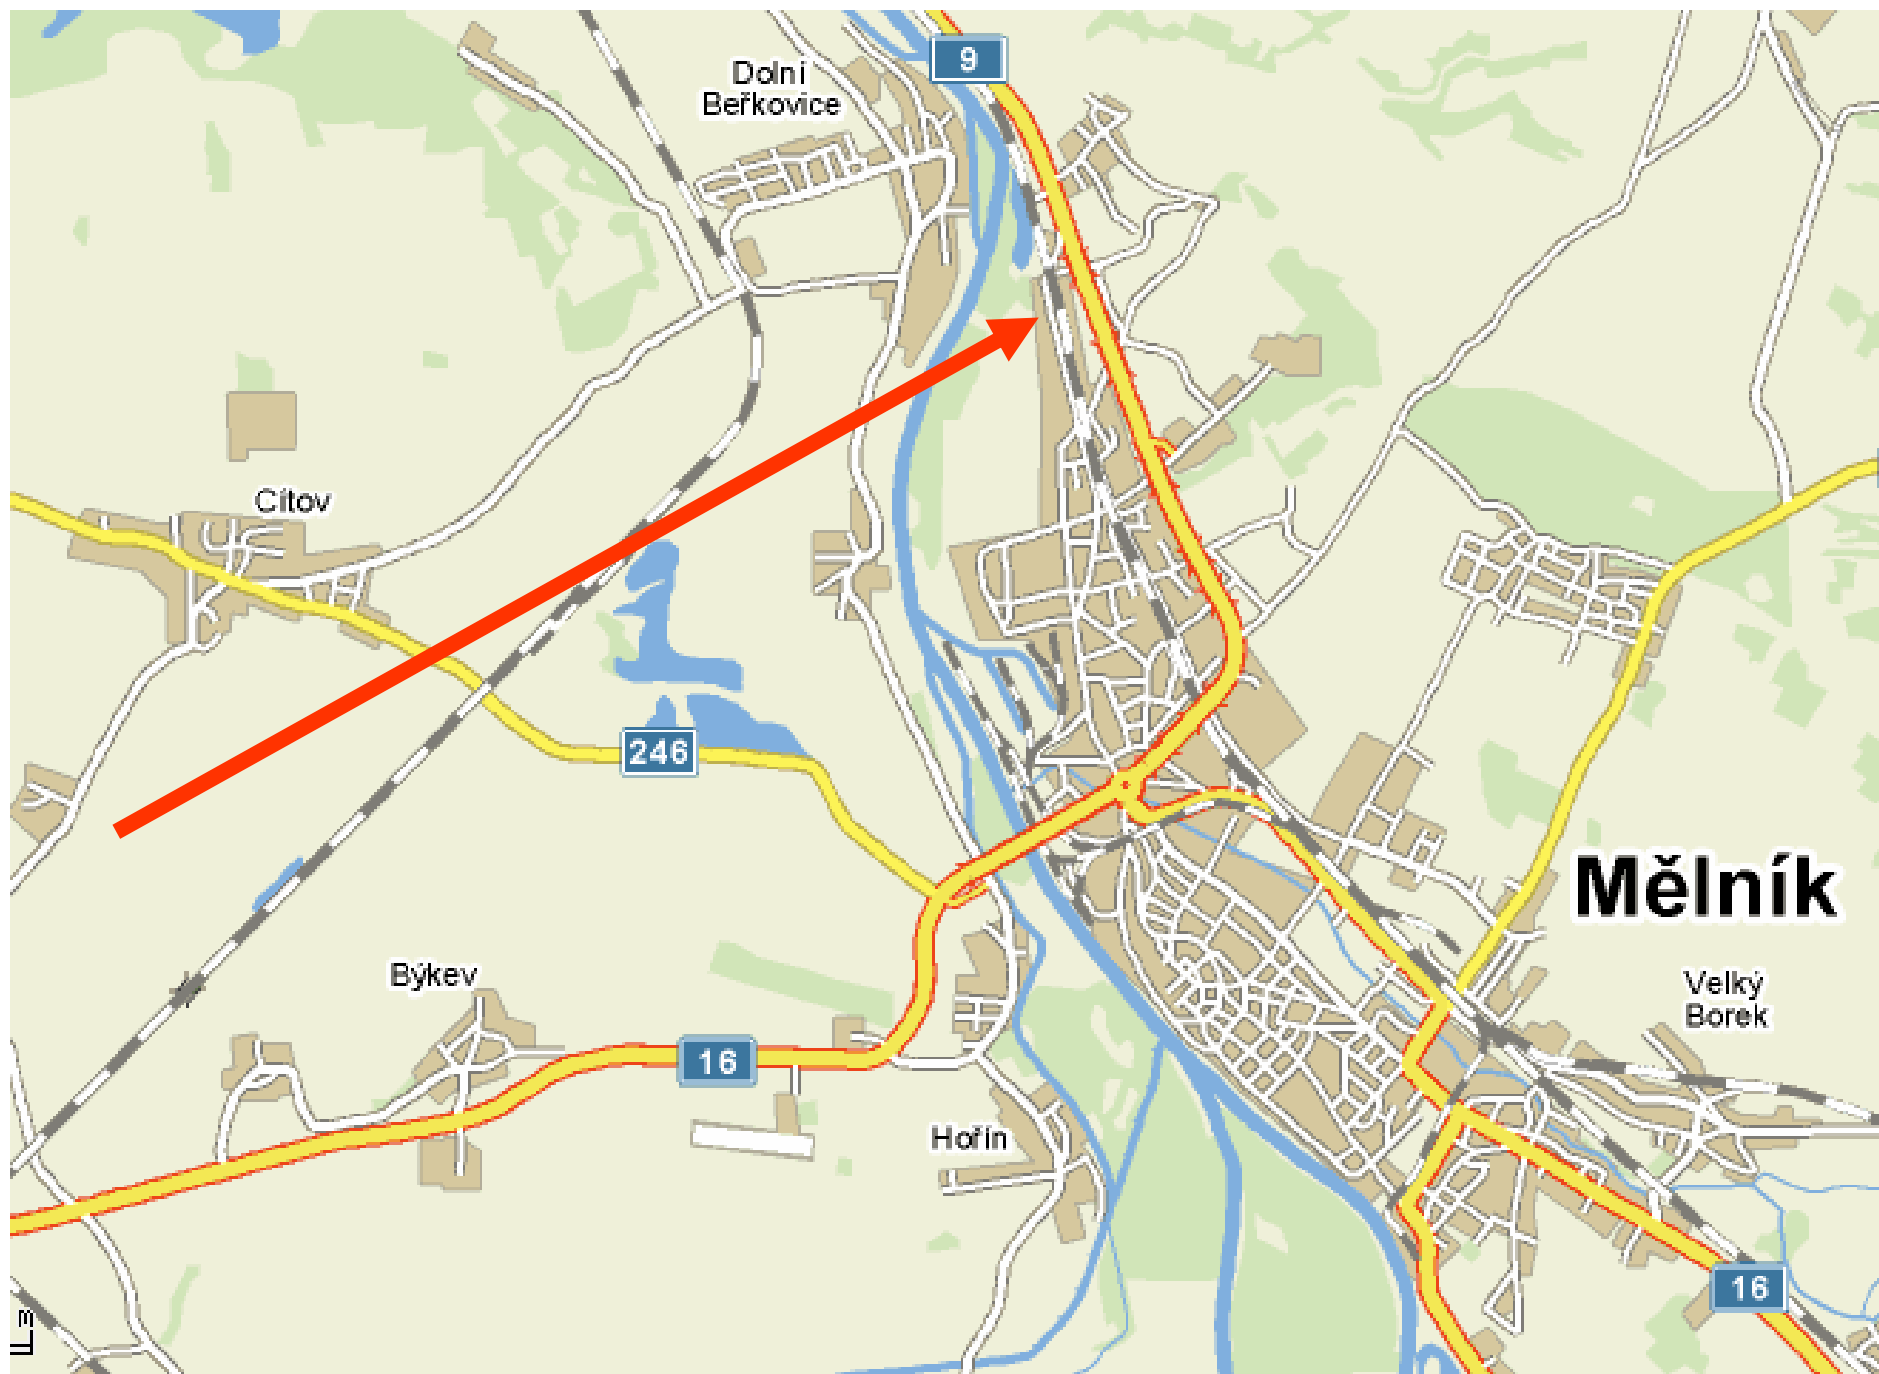 9
Dolní
Beřkovice
Cítov
246
Mělník
Býkev
Velký
Borek
16
Hořín
16